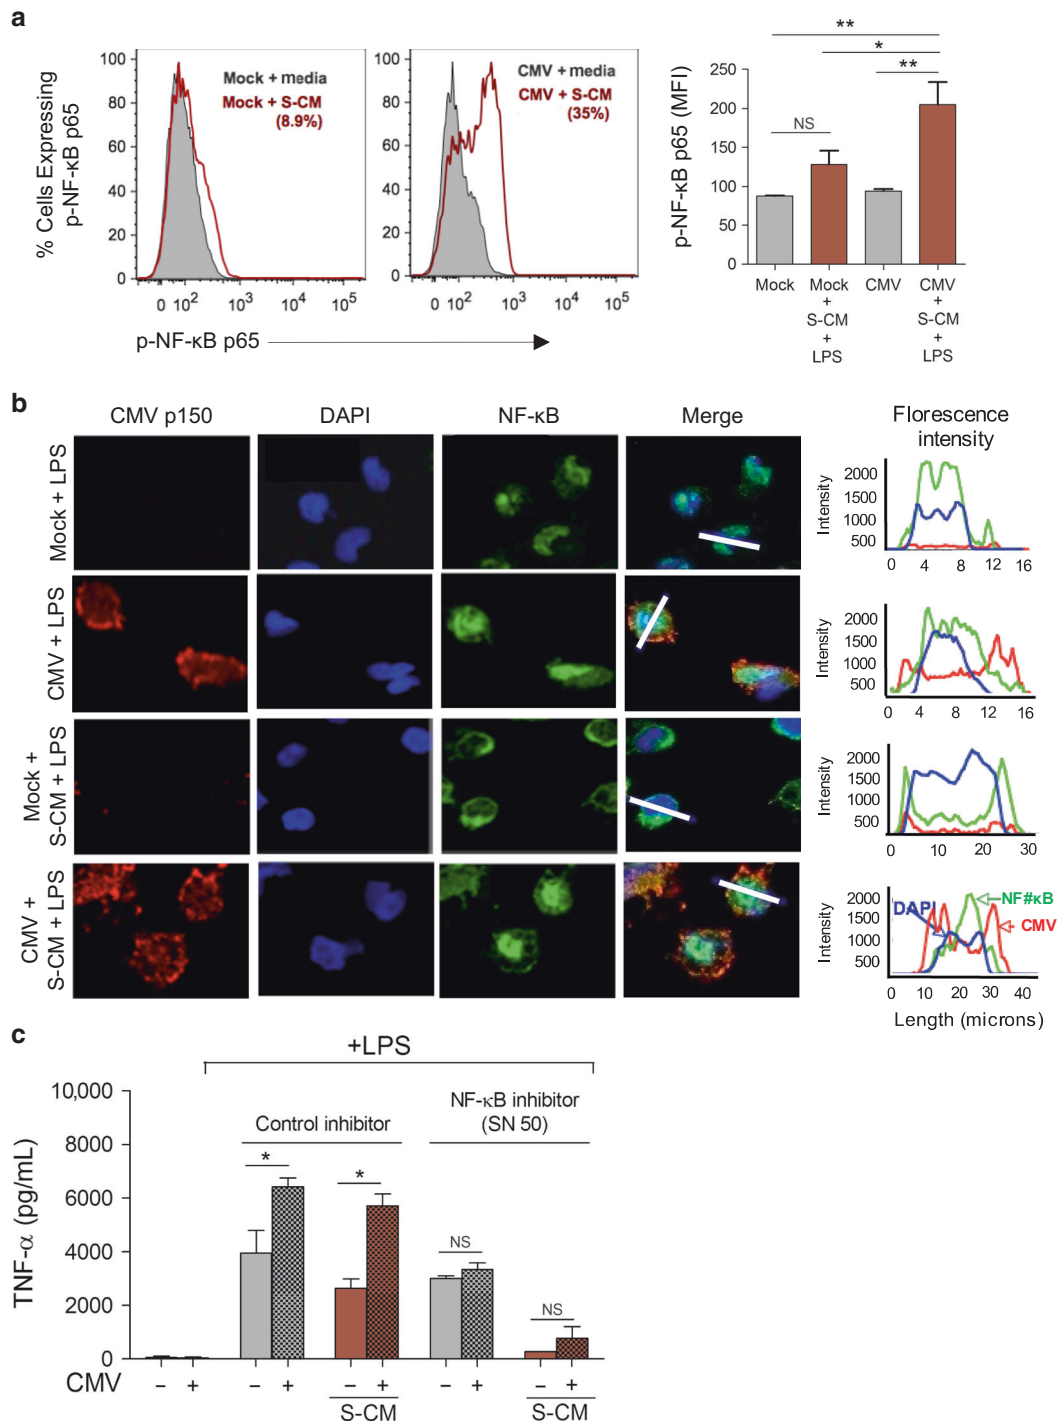 a
% Cells Expressing
p-NF-κB p65
100
80
60
40
20
0
Mock + media
Mock + S-CM
(8.9%)
0 10² 10³ 10⁴ 10⁵
100
80
60
40
20
0
CMV + media
CMV + S-CM
(35%)
0 10² 10³ 10⁴ 10⁵
p-NF-κB p65
p-NF-κB p65 (MFI)
250
200
150
100
50
0
**
*
**
NS
Mock
Mock
+
S-CM
+
LPS
CMV
CMV
+
S-CM
+
LPS
b
CMV p150 DAPI NF-κB Merge
Florescence
intensity
Mock + LPS
Intensity
2000
1500
1000
500
0 4 8 12 16
CMV + LPS
Intensity
2000
1500
1000
500
0 4 8 12 16
Mock +
S-CM + LPS
Intensity
2000
1500
1000
500
0 10 20 30
CMV +
S-CM + LPS
Intensity
2000
1500
1000
500
DAPI
NF#κB
CMV
0 10 20 30 40
Length (microns)
c
+LPS
TNF-α (pg/mL)
10,000
8000
6000
4000
2000
0
Control inhibitor
NF-κB inhibitor
(SN 50)
*
*
NS
NS
CMV − + − + − + − + − +
S-CM S-CM